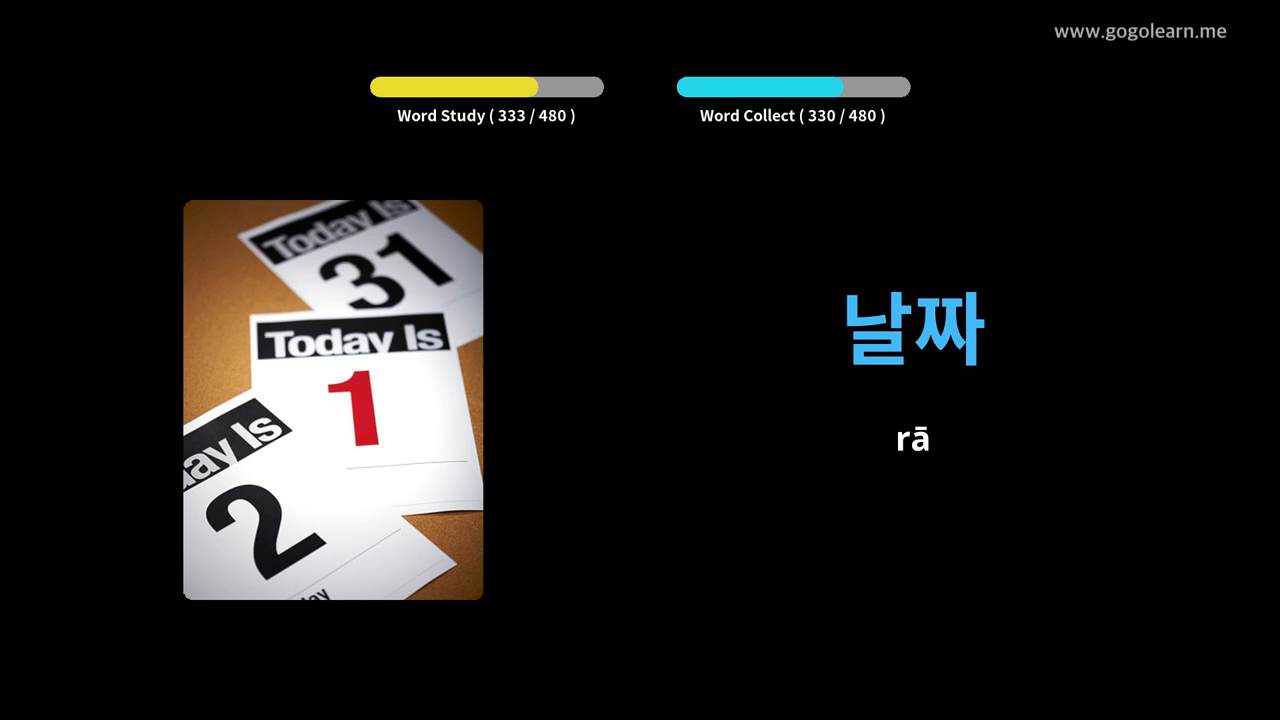 www.gogolearn.me
Word Study ( 333 / 480 )
Word Collect ( 330 / 480 )
Today Is
31
Today Is
1
day Is
2
day
날짜
rā